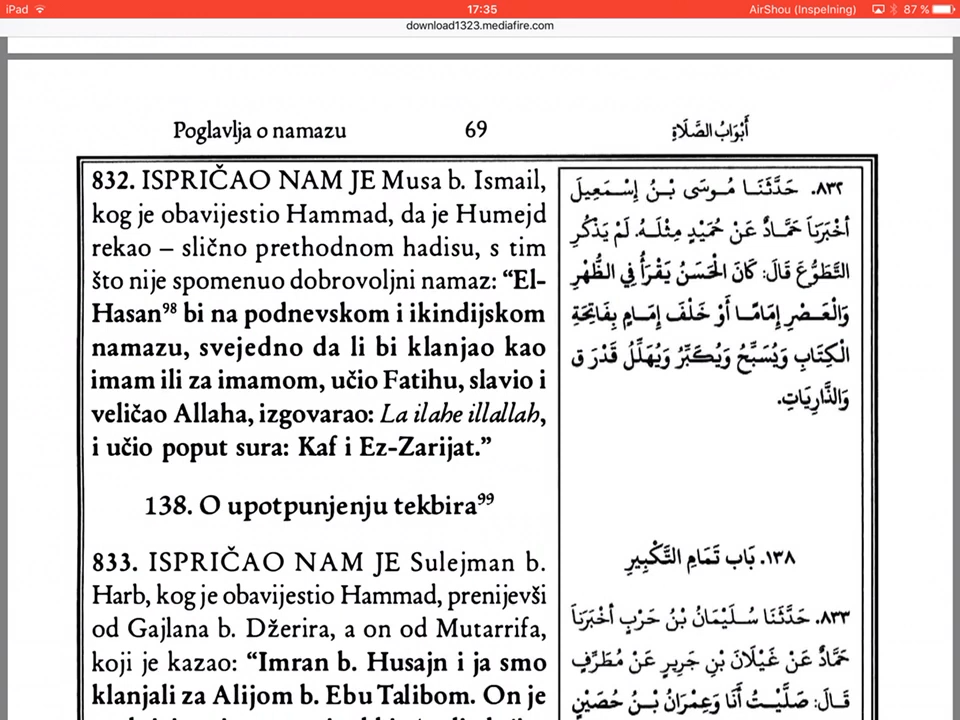 iPad 17:35 AirShou (Inspelning) 87 %
download1323.mediafire.com
Poglavlja o namazu 69 أَبْوَابُ الصَّلَاةِ
832. ISPRIČAO NAM JE Musa b. Ismail,
kog je obavijestio Hammad, da je Humejd
rekao – slično prethodnom hadisu, s tim
što nije spomenuo dobrovoljni namaz: “El-
Hasan⁹⁸ bi na podnevskom i ikindijskom
namazu, svejedno da li bi klanjao kao
imam ili za imamom, učio Fatihu, slavio i
veličao Allaha, izgovarao: La ilahe illallah,
i učio poput sura: Kaf i Ez-Zarijat.”
138. O upotpunjenju tekbira⁹⁹
833. ISPRIČAO NAM JE Sulejman b.
Harb, kog je obavijestio Hammad, prenijevši
od Gajlana b. Džerira, a on od Mutarrifa,
koji je kazao: “Imran b. Husajn i ja smo
klanjali za Alijom b. Ebu Talibom. On je
٨٣٢. حَدَّثَنَا مُوسَى بْنُ إِسْمَعِيلَ
أَخْبَرَنَا حَمَّادٌ عَنْ حُمَيْدٍ مِثْلَهُ. لَمْ يَذْكُرِ
التَّطَوُّعَ قَالَ: كَانَ الْحَسَنُ يَقْرَأُ فِي الظُّهْرِ
وَالْعَصْرِ إِمَامًا أَوْ خَلْفَ إِمَامٍ بِفَاتِحَةِ
الْكِتَابِ وَيُسَبِّحُ وَيُكَبِّرُ وَيُهَلِّلُ قَدْرَ ق
وَالذَّارِيَاتِ.
١٣٨. بَاب تَمَامِ التَّكْبِيرِ
٨٣٣. حَدَّثَنَا سُلَيْمَانُ بْنُ حَرْبٍ أَخْبَرَنَا
حَمَّادٌ عَنْ غَيْلَانَ بْنِ جَرِيرٍ عَنْ مُطَرِّفٍ
قَالَ: صَلَّيْتُ أَنَا وَعِمْرَانُ بْنُ حُصَيْنٍ